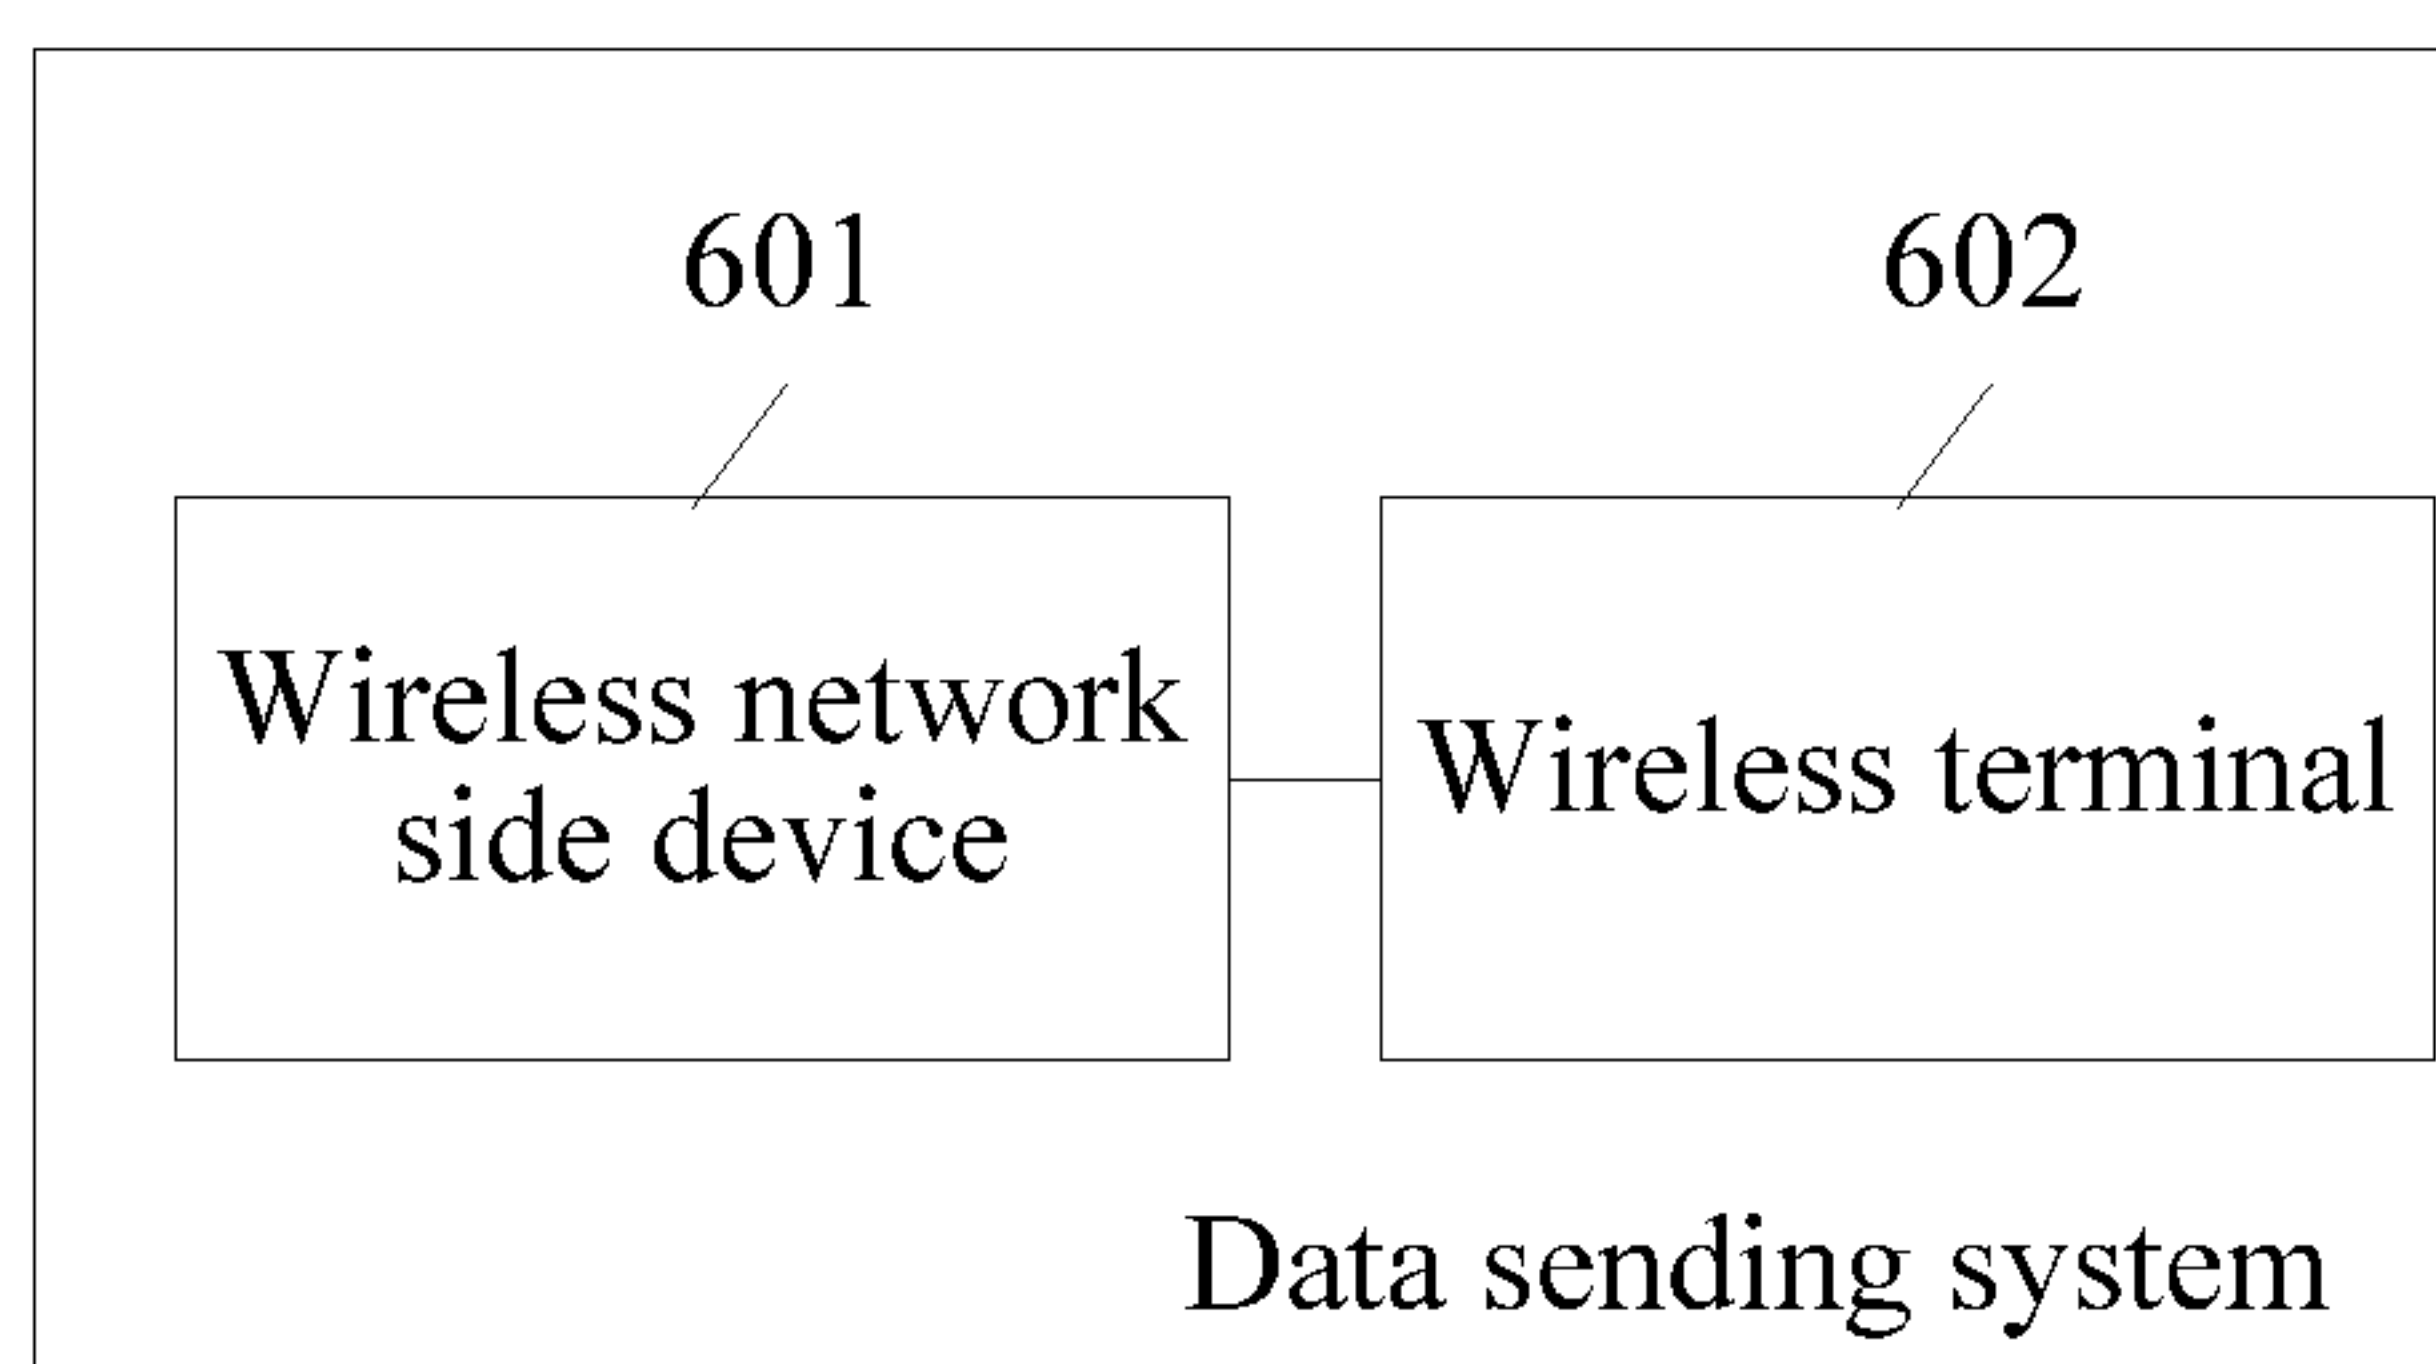 601
602
Wireless network
side device
Wireless terminal
Data sending system